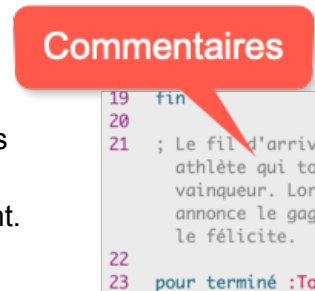 Commentaires
19 fin
20
21 ; Le fil d'arriv
s
athlète qui to
vainqueur. Lor
nt.
annonce le gag
le félicite.
22
23 pour terminé :To